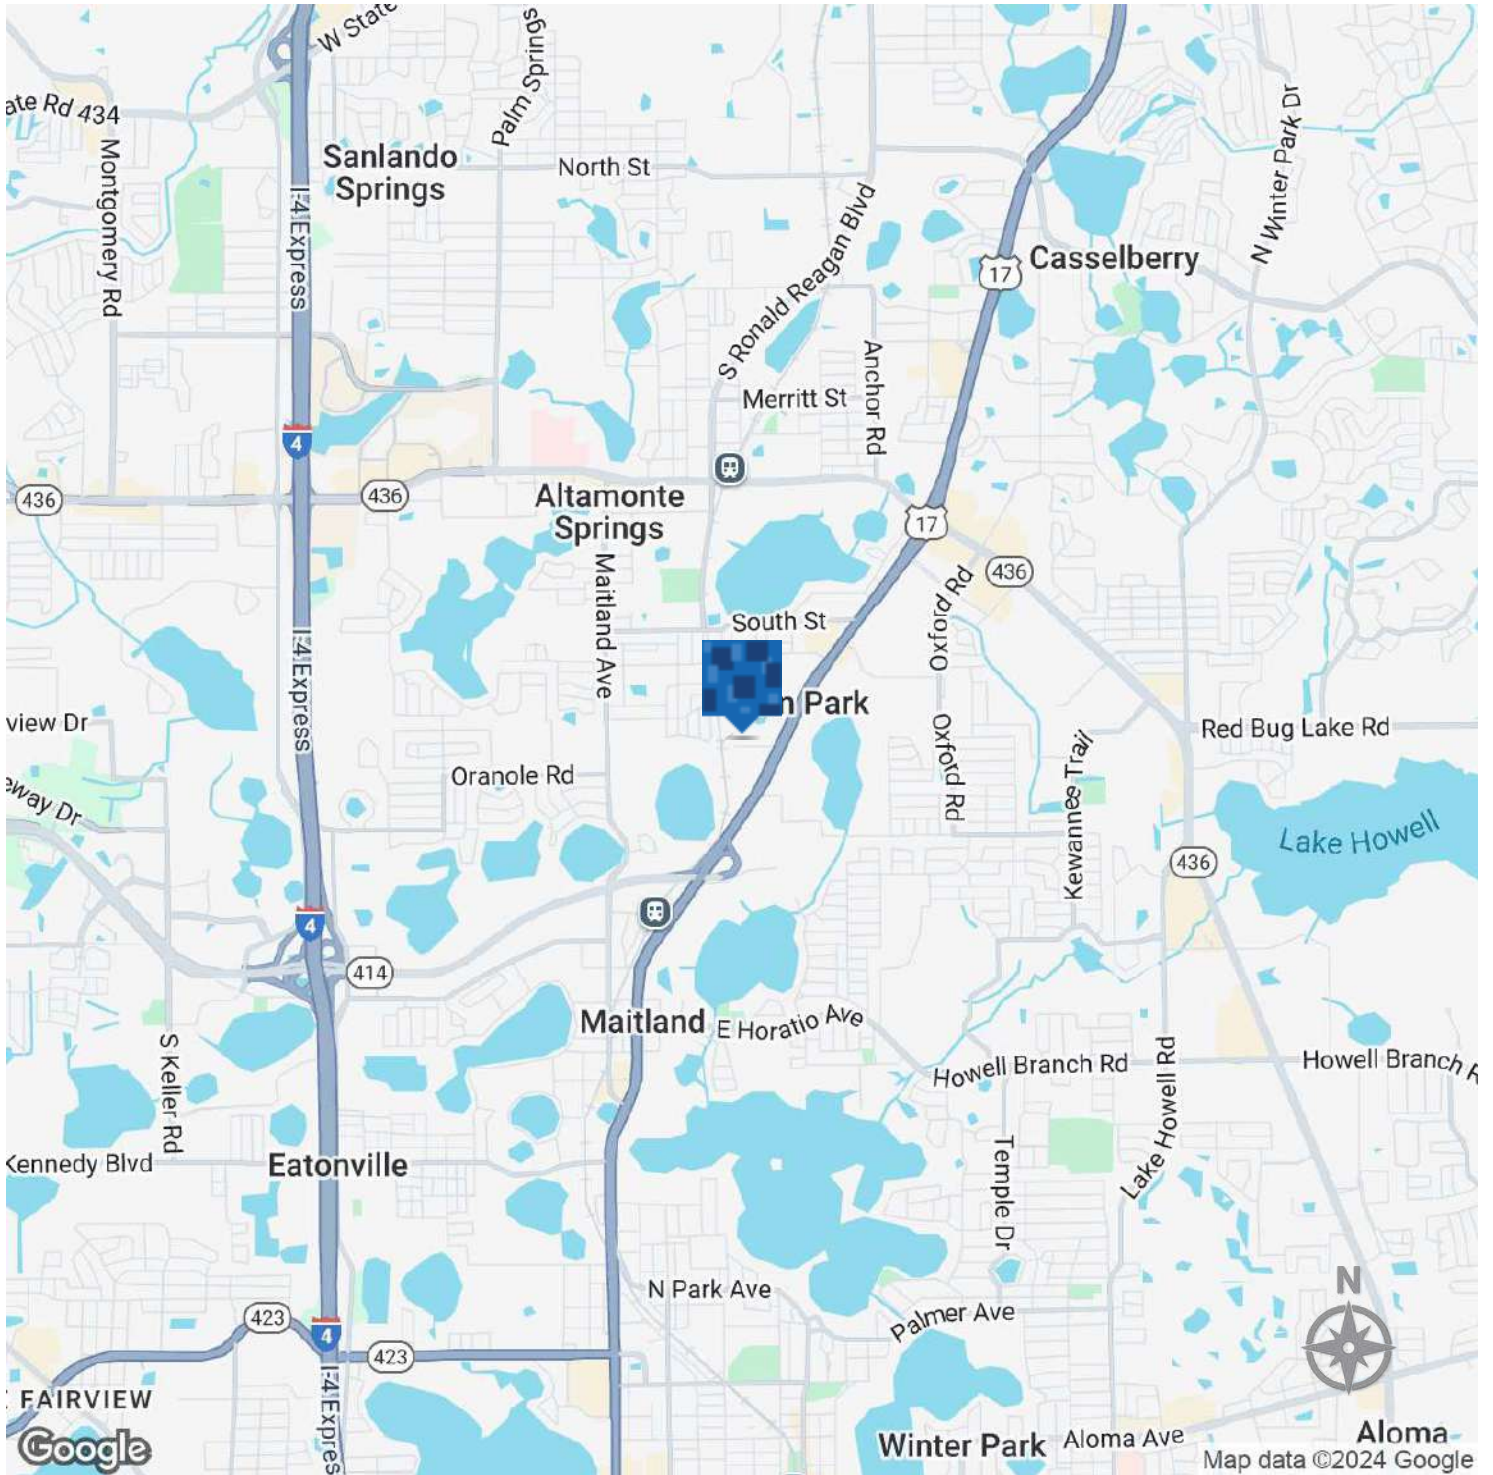 W State
Palm Springs
ate Rd 434
Montgomery Rd
Sanlando
Springs
North St
I-4 Express
N Winter Park Dr
S Ronald Reagan Blvd
Casselberry
17
Anchor Rd
Merritt St
4
436
436
Altamonte
Springs
17
436
Maitland Ave
South St
Oxford Rd
I-4 Express
n Park
view Dr
Oxford Rd
Red Bug Lake Rd
Kewannee Trail
Oranole Rd
eway Dr
Lake Howell
436
4
414
Maitland
E Horatio Ave
S Keller Rd
Howell Branch Rd
Howell Branch R
Lake Howell Rd
Kennedy Blvd
Eatonville
Temple Dr
N Park Ave
Palmer Ave
N
423
4
423
I-4 Expres
FAIRVIEW
Google
Winter Park
Aloma Ave
Aloma
Map data ©2024 Google